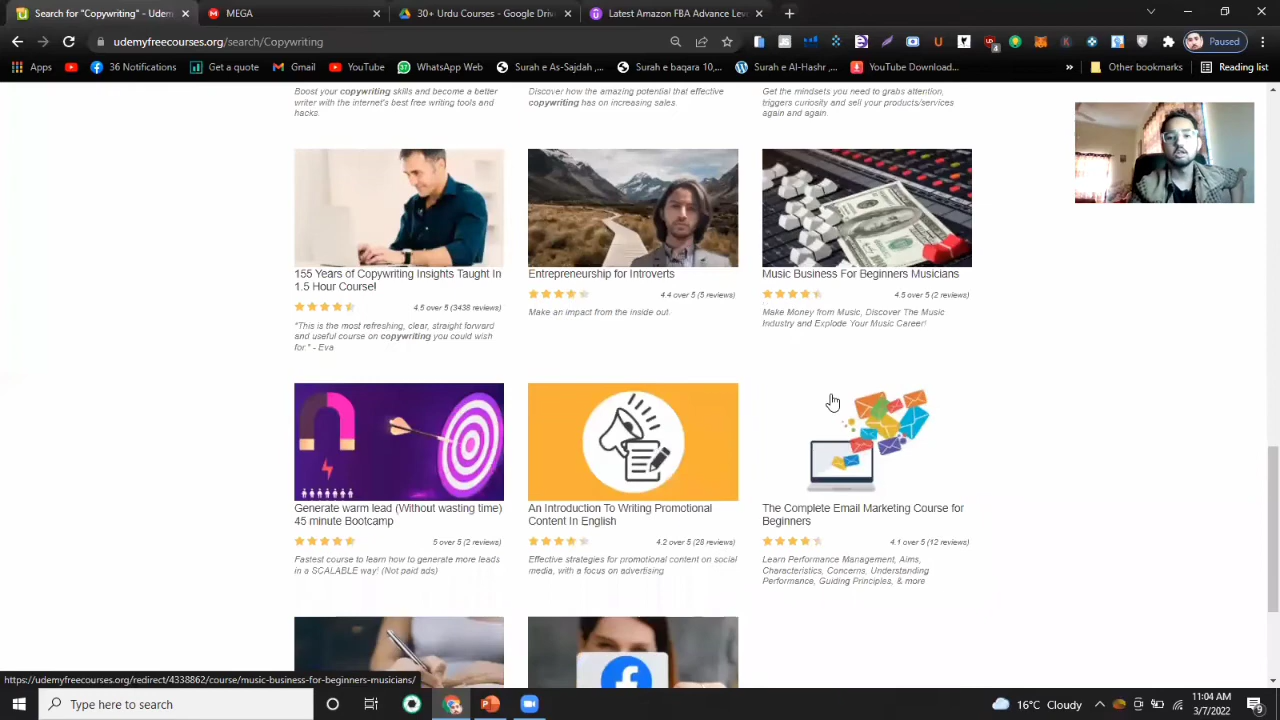 Search for "Copywriting" - Udem
MEGA
30+ Urdu Courses - Google Driv
Latest Amazon FBA Advance Lev
udemyfreecourses.org/search/Copywriting
Paused
Apps
36 Notifications
Get a quote
Gmail
YouTube
WhatsApp Web
Surah e As-Sajdah ,...
Surah e baqara 10,...
Surah e Al-Hashr ,...
YouTube Download...
»
Other bookmarks
Reading list
Boost your copywriting skills and become a better
writer with the internet's best free writing tools and
hacks.
Discover how the amazing potential that effective
copywriting has on increasing sales
Get the mindsets you need to grabs attention,
triggers curiosity and sell your products/services
again and again.
155 Years of Copywriting Insights Taught In
1.5 Hour Course!
4.5 over 5 (3438 reviews)
"This is the most refreshing, clear, straight forward
and useful course on copywriting you could wish
for." - Eva
Entrepreneurship for Introverts
4.4 over 5 (5 reviews)
Make an impact from the inside out.
Music Business For Beginners Musicians
4.5 over 5 (2 reviews)
Make Money from Music, Discover The Music
Industry and Explode Your Music Career!
Generate warm lead (Without wasting time)
45 minute Bootcamp
5 over 5 (2 reviews)
Fastest course to learn how to generate more leads
in a SCALABLE way! (Not paid ads)
An Introduction To Writing Promotional
Content In English
4.2 over 5 (28 reviews)
Effective strategies for promotional content on social
media, with a focus on advertising
The Complete Email Marketing Course for
Beginners
4.1 over 5 (12 reviews)
Learn Performance Management, Aims,
Characteristics, Concerns, Understanding
Performance, Guiding Principles, & more
https://udemyfreecourses.org/redirect/4338862/course/music-business-for-beginners-musicians/
Type here to search
16°C Cloudy
11:04 AM
3/7/2022